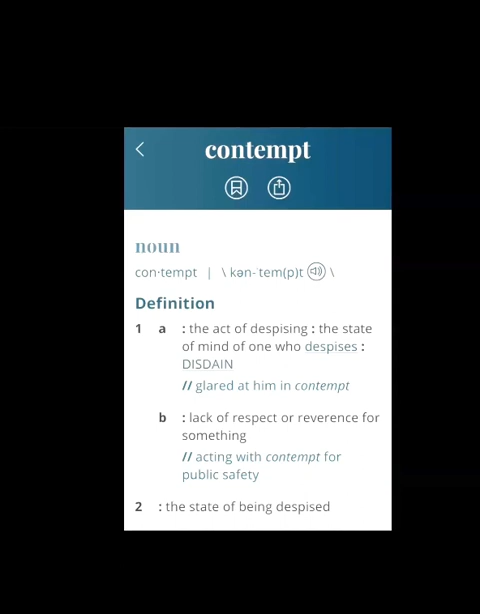 contempt
noun
con·tempt | \ kən-ˈtem(p)t \
Definition
1 a : the act of despising : the state
of mind of one who despises :
DISDAIN
// glared at him in contempt
b : lack of respect or reverence for
something
// acting with contempt for
public safety
2 : the state of being despised